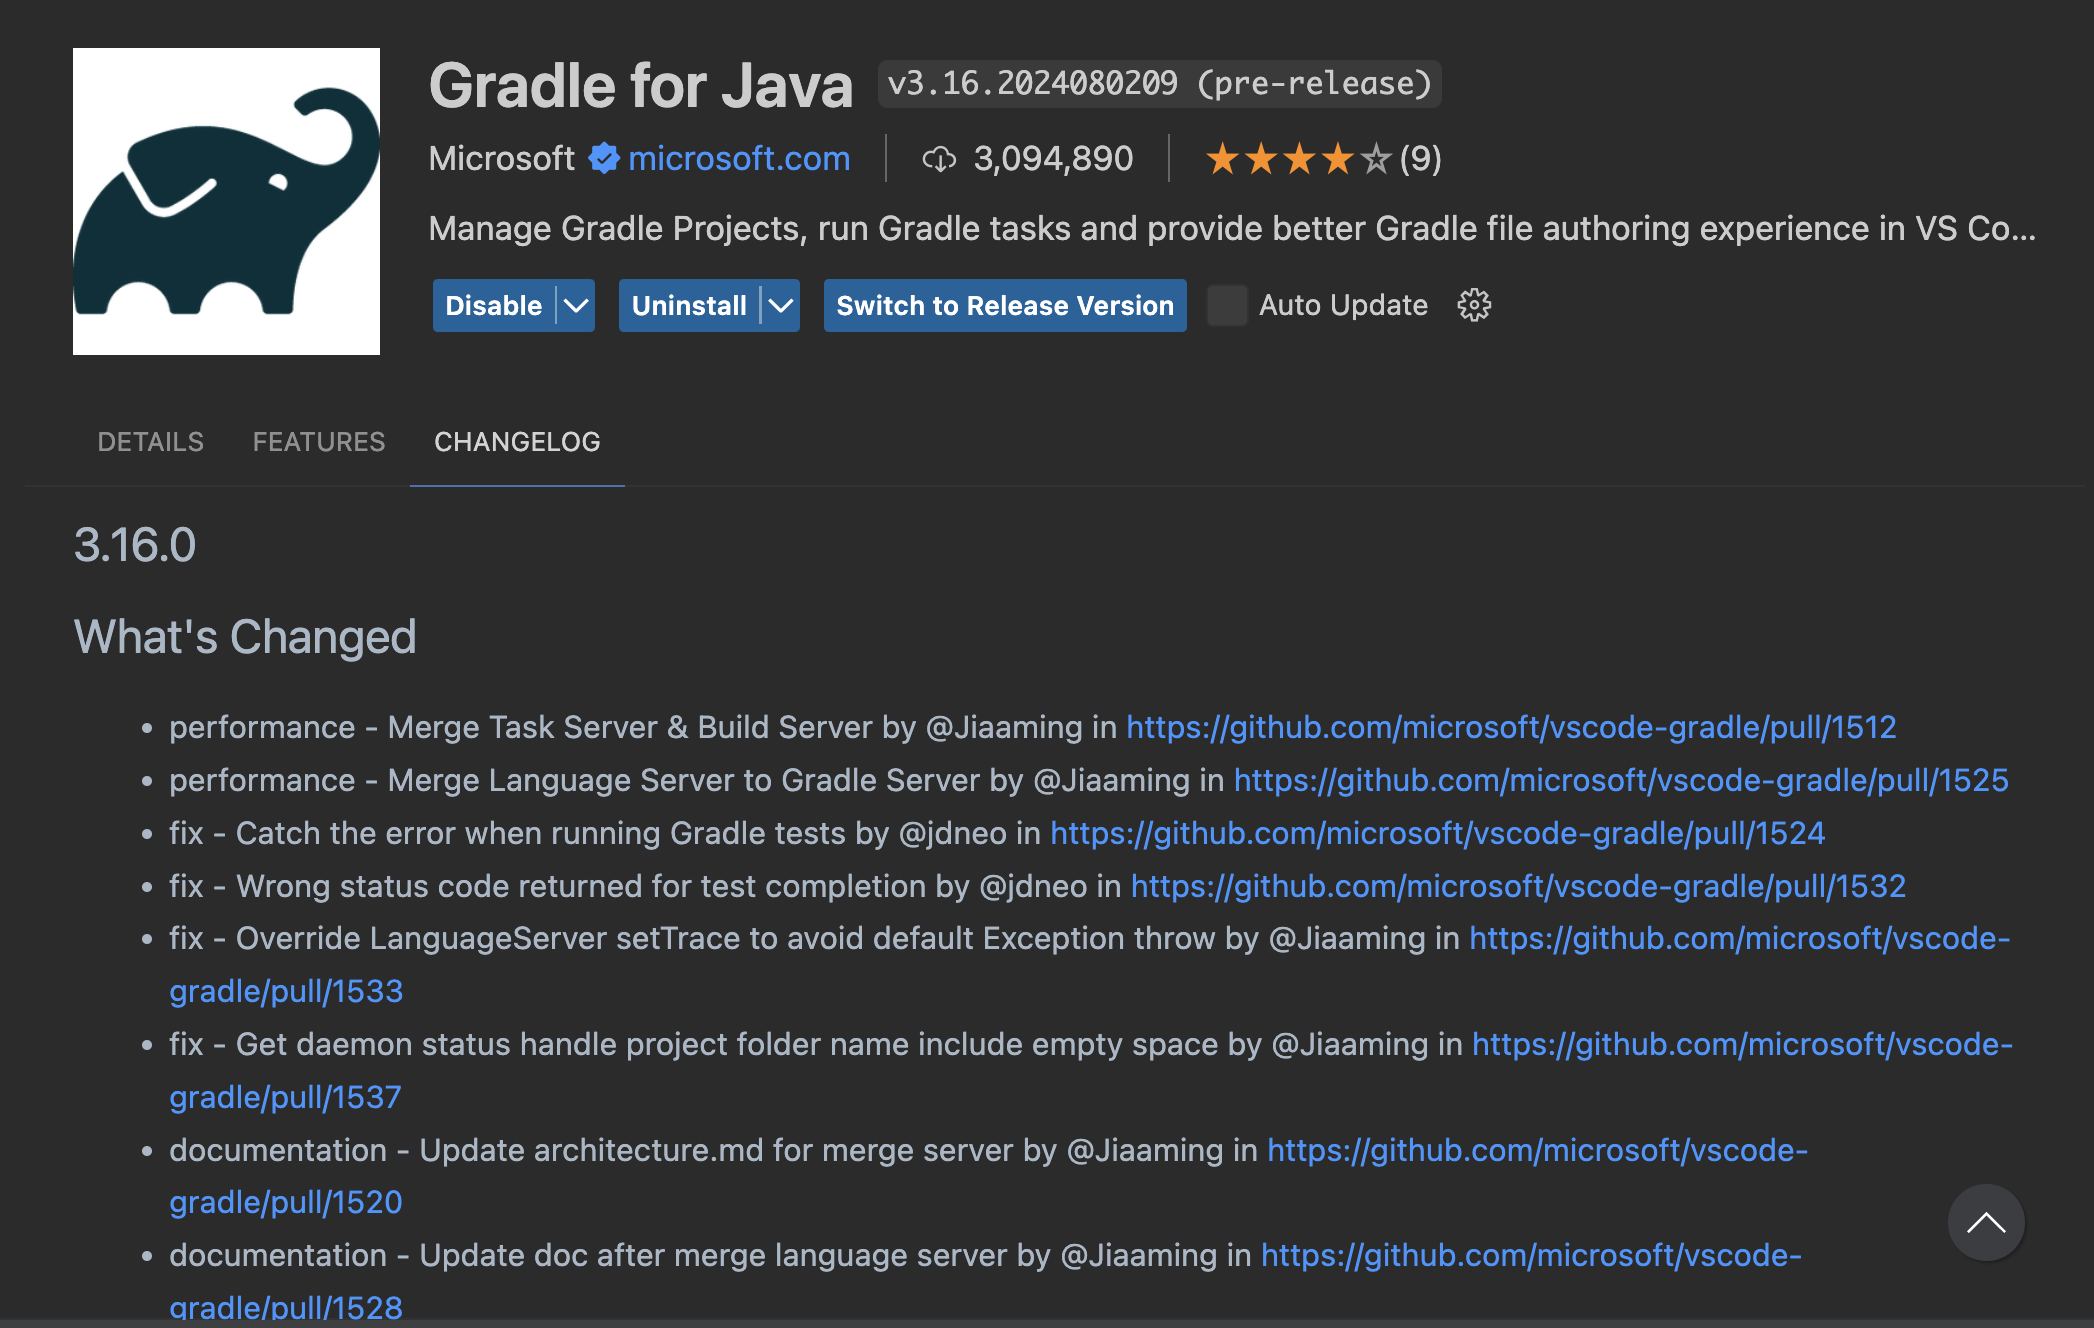 Gradle for Java v3.16.2024080209 (pre-release)
Microsoft microsoft.com 3,094,890 (9)
Manage Gradle Projects, run Gradle tasks and provide better Gradle file authoring experience in VS Co...
Disable Uninstall Switch to Release Version Auto Update
DETAILS FEATURES CHANGELOG
3.16.0
What's Changed
• performance - Merge Task Server & Build Server by @Jiaaming in https://github.com/microsoft/vscode-gradle/pull/1512
• performance - Merge Language Server to Gradle Server by @Jiaaming in https://github.com/microsoft/vscode-gradle/pull/1525
• fix - Catch the error when running Gradle tests by @jdneo in https://github.com/microsoft/vscode-gradle/pull/1524
• fix - Wrong status code returned for test completion by @jdneo in https://github.com/microsoft/vscode-gradle/pull/1532
• fix - Override LanguageServer setTrace to avoid default Exception throw by @Jiaaming in https://github.com/microsoft/vscode-
gradle/pull/1533
• fix - Get daemon status handle project folder name include empty space by @Jiaaming in https://github.com/microsoft/vscode-
gradle/pull/1537
• documentation - Update architecture.md for merge server by @Jiaaming in https://github.com/microsoft/vscode-
gradle/pull/1520
• documentation - Update doc after merge language server by @Jiaaming in https://github.com/microsoft/vscode-
gradle/pull/1528